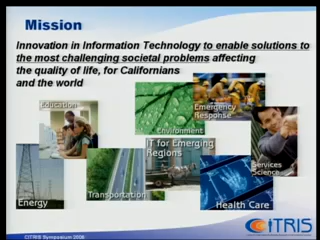 Mission
Innovation in Information Technology to enable solutions to
the most challenging societal problems affecting
the quality of life, for Californians
and the world
Education
Emergency
Response
Environment
IT for Emerging
Regions
Services
Science
Transportation
Energy
Health Care
CITRIS
CITRIS Symposium 2006